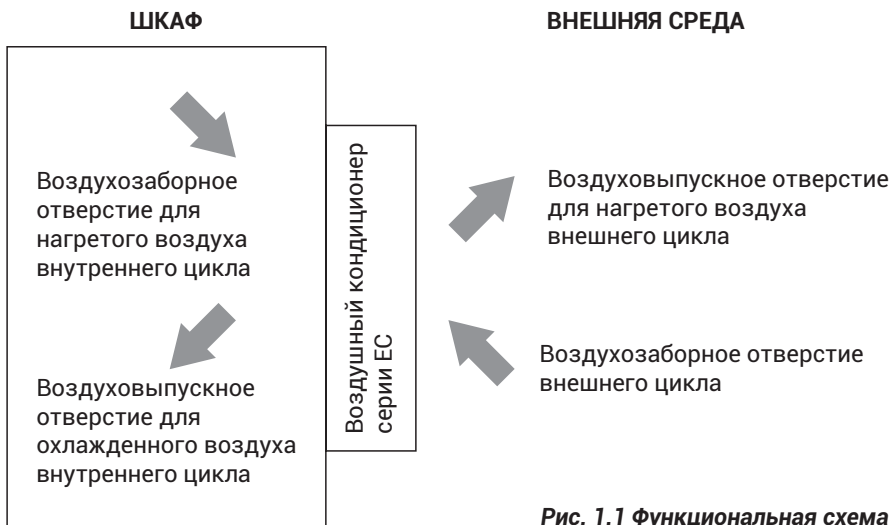 ШКАФ
ВНЕШНЯЯ СРЕДА
Воздухозаборное
отверстие для
нагретого воздуха
внутреннего цикла
Воздуховыпускное
отверстие для
охлажденного воздуха
внутреннего цикла
Воздушный кондиционер
серии ЕС
Воздуховыпускное отверстие
для нагретого воздуха
внешнего цикла
Воздухозаборное отверстие
внешнего цикла
Рис. 1.1 Функциональная схема